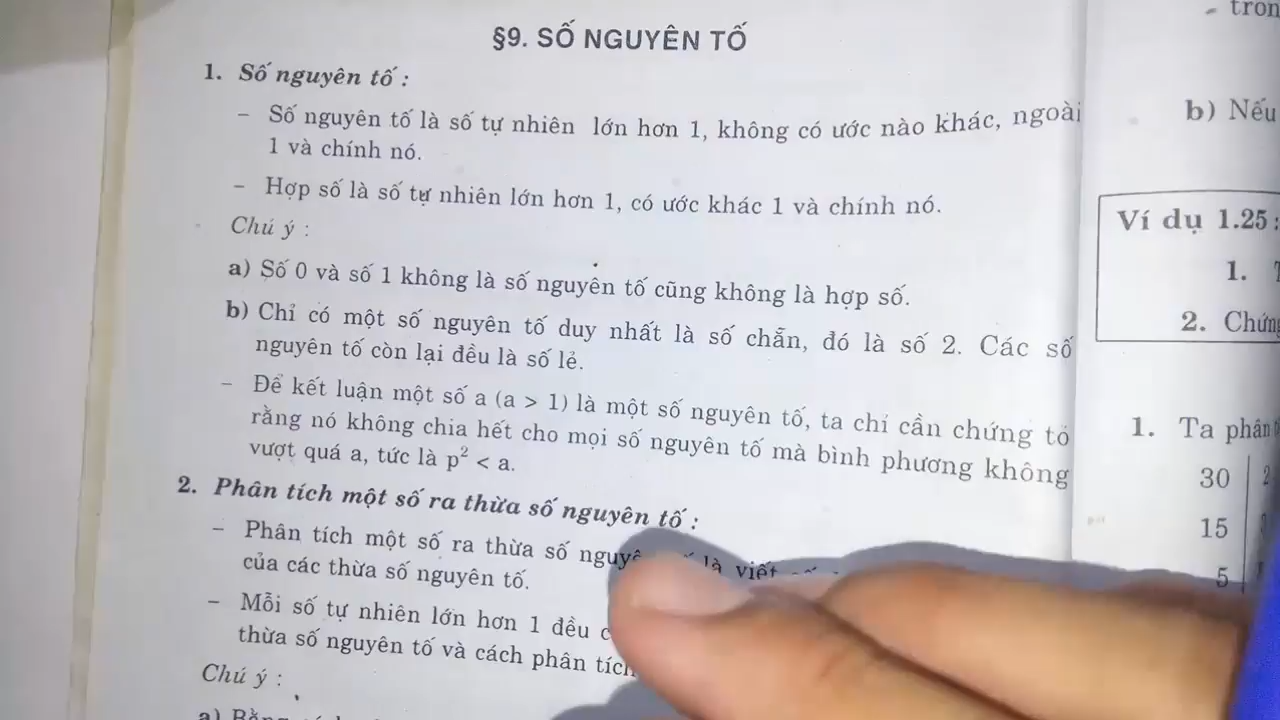 §9. SỐ NGUYÊN TỐ
1. Số nguyên tố :
– Số nguyên tố là số tự nhiên lớn hơn 1, không có ước nào khác, ngoài
1 và chính nó.
– Hợp số là số tự nhiên lớn hơn 1, có ước khác 1 và chính nó.
Chú ý :
a) Số 0 và số 1 không là số nguyên tố cũng không là hợp số.
b) Chỉ có một số nguyên tố duy nhất là số chẵn, đó là số 2. Các số
nguyên tố còn lại đều là số lẻ.
– Để kết luận một số a (a > 1) là một số nguyên tố, ta chỉ cần chứng tỏ
rằng nó không chia hết cho mọi số nguyên tố mà bình phương không
vượt quá a, tức là p² < a.
2. Phân tích một số ra thừa số nguyên tố :
– Phân tích một số ra thừa số là viết
của các thừa số nguyên tố.
– Mỗi số tự nhiên lớn hơn 1 đều
thừa số nguyên tố và cách phân tích
Chú ý :
a)
b) Nếu
Ví dụ 1.25 :
1.
2. Chứng
1. Ta phân
30 2
15
5